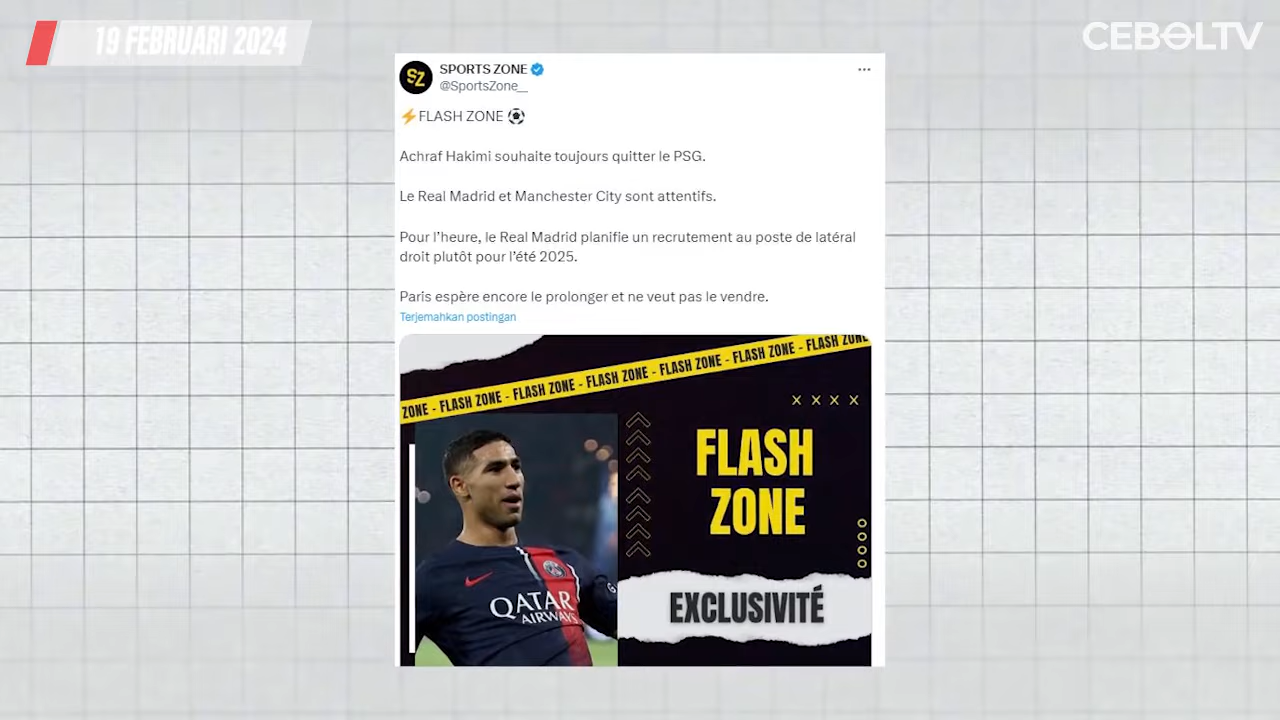 19 FEBRUARI 2024
CEBOLTV
SZ
SPORTS ZONE
@SportsZone__
⚡FLASH ZONE ⚽
Achraf Hakimi souhaite toujours quitter le PSG.
Le Real Madrid et Manchester City sont attentifs.
Pour l'heure, le Real Madrid planifie un recrutement au poste de latéral
droit plutôt pour l'été 2025.
Paris espère encore le prolonger et ne veut pas le vendre.
Terjemahkan postingan
ZONE - FLASH ZONE - FLASH ZONE - FLASH ZONE - FLASH ZONE - FLASH ZONE - FLASH ZONE
FLASH
ZONE
EXCLUSIVITÉ
QATAR
AIRWAYS